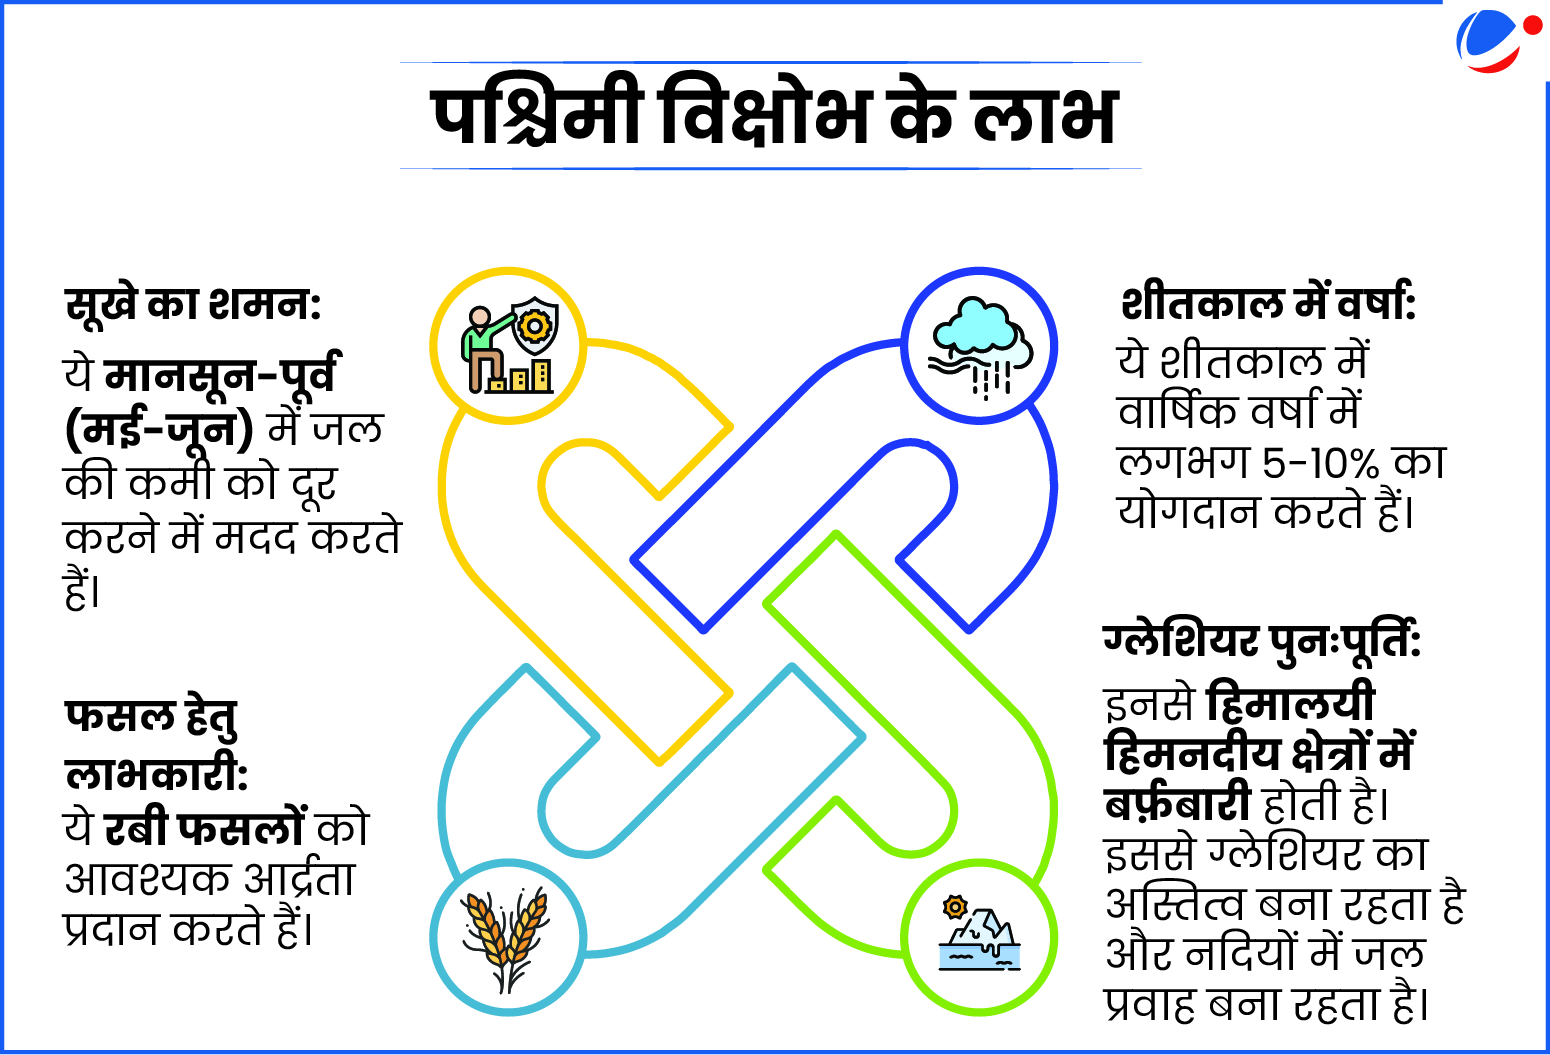 पश्चिमी विक्षोभ के लाभ
सूखे का शमन:
ये मानसून-पूर्व
(मई-जून) में जल
की कमी को दूर
करने में मदद करते
हैं।
शीतकाल में वर्षा:
ये शीतकाल में
वार्षिक वर्षा में
लगभग 5-10% का
योगदान करते हैं।
फसल हेतु
लाभकारी:
ये रबी फसलों को
आवश्यक आर्द्रता
प्रदान करते हैं।
ग्लेशियर पुनःपूर्ति:
इनसे हिमालयी
हिमनदीय क्षेत्रों में
बर्फ़बारी होती है।
इससे ग्लेशियर का
अस्तित्व बना रहता है
और नदियों में जल
प्रवाह बना रहता है।